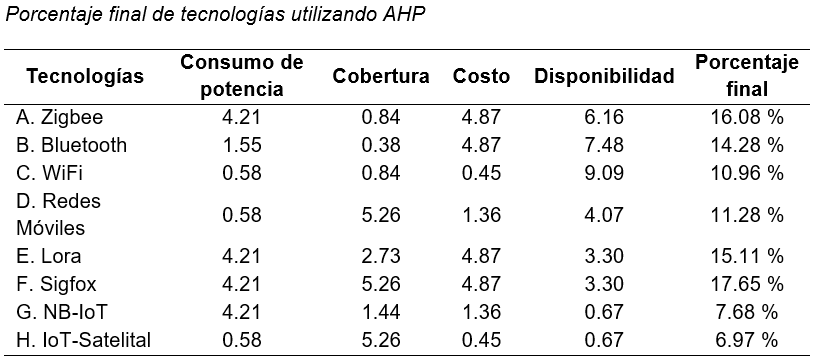 Porcentaje final de tecnologías utilizando AHP
Tecnologías Consumo de potencia Cobertura Costo Disponibilidad Porcentaje final
A. Zigbee 4.21 0.84 4.87 6.16 16.08 %
B. Bluetooth 1.55 0.38 4.87 7.48 14.28 %
C. WiFi 0.58 0.84 0.45 9.09 10.96 %
D. Redes Móviles 0.58 5.26 1.36 4.07 11.28 %
E. Lora 4.21 2.73 4.87 3.30 15.11 %
F. Sigfox 4.21 5.26 4.87 3.30 17.65 %
G. NB-IoT 4.21 1.44 1.36 0.67 7.68 %
H. IoT-Satelital 0.58 5.26 0.45 0.67 6.97 %